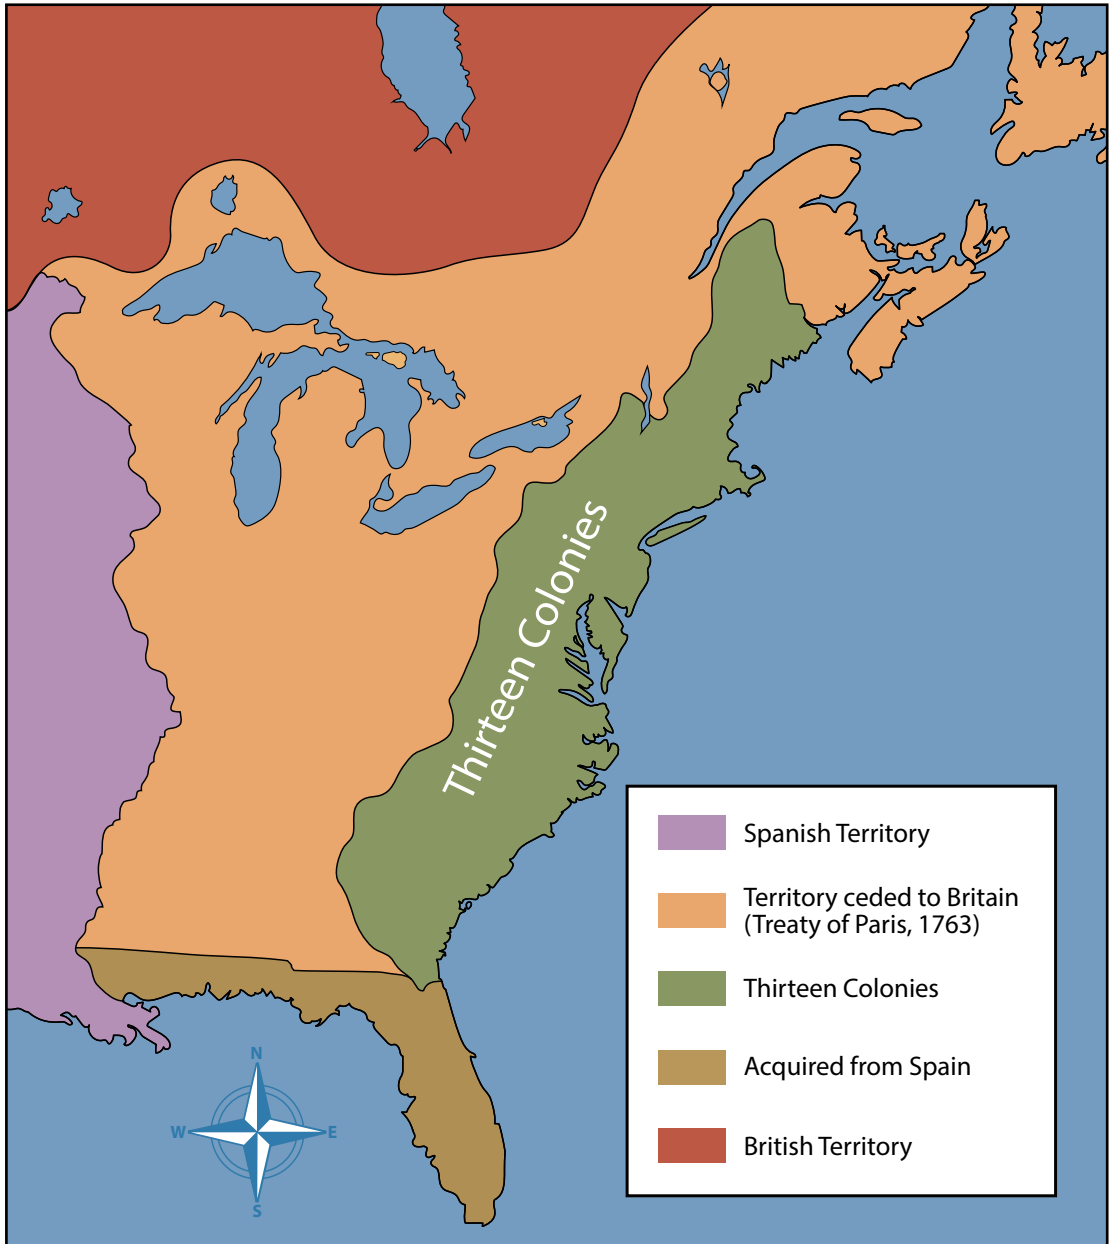 Thirteen Colonies
Spanish Territory
Territory ceded to Britain
(Treaty of Paris, 1763)
Thirteen Colonies
Acquired from Spain
British Territory
N
W
E
S